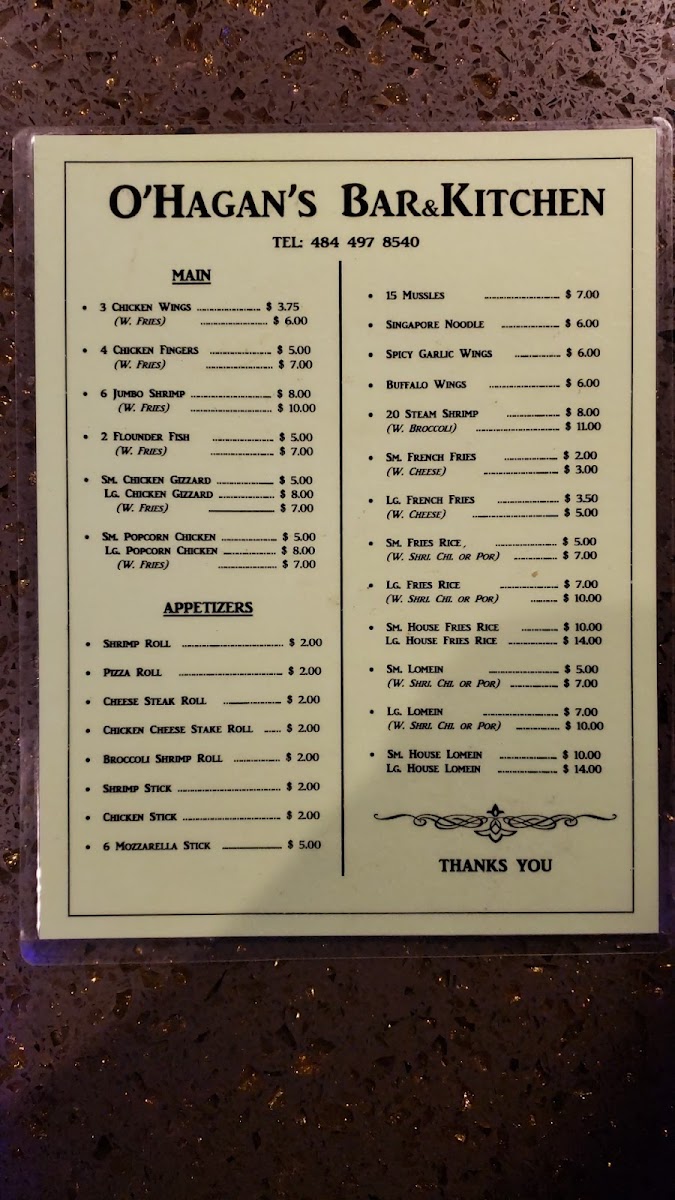 O'HAGAN'S BAR&KITCHEN
TEL: 484 497 8540
MAIN
• 3 CHICKEN WINGS ........................ $ 3.75
(W. FRIES) ........................ $ 6.00
• 4 CHICKEN FINGERS ........................ $ 5.00
(W. FRIES) ........................ $ 7.00
• 6 JUMBO SHRIMP ........................ $ 8.00
(W. FRIES) ........................ $ 10.00
• 2 FLOUNDER FISH ........................ $ 5.00
(W. FRIES) ........................ $ 7.00
• SM. CHICKEN GIZZARD ........................ $ 5.00
LG. CHICKEN GIZZARD ........................ $ 8.00
(W. FRIES) ........................ $ 7.00
• SM. POPCORN CHICKEN ........................ $ 5.00
LG. POPCORN CHICKEN ........................ $ 8.00
(W. FRIES) ........................ $ 7.00
APPETIZERS
• SHRIMP ROLL ........................ $ 2.00
• PIZZA ROLL ........................ $ 2.00
• CHEESE STEAK ROLL ........................ $ 2.00
• CHICKEN CHEESE STAKE ROLL ...... $ 2.00
• BROCCOLI SHRIMP ROLL ........................ $ 2.00
• SHRIMP STICK ........................ $ 2.00
• CHICKEN STICK ........................ $ 2.00
• 6 MOZZARELLA STICK ........................ $ 5.00
• 15 MUSSLES ........................ $ 7.00
• SINGAPORE NOODLE ........................ $ 6.00
• SPICY GARLIC WINGS ........................ $ 6.00
• BUFFALO WINGS ........................ $ 6.00
• 20 STEAM SHRIMP ........................ $ 8.00
(W. BROCCOLI) ........................ $ 11.00
• SM. FRENCH FRIES ........................ $ 2.00
(W. CHEESE) ........................ $ 3.00
• LG. FRENCH FRIES ........................ $ 3.50
(W. CHEESE) ........................ $ 5.00
• SM. FRIES RICE ........................ $ 5.00
(W. SHRI. CHI. OR POR) ............ $ 7.00
• LG. FRIES RICE ........................ $ 7.00
(W. SHRI. CHI. OR POR) ............ $ 10.00
• SM. HOUSE FRIES RICE ............ $ 10.00
LG. HOUSE FRIES RICE ............ $ 14.00
• SM. LOMEIN ........................ $ 5.00
(W. SHRI. CHI. OR POR) ............ $ 7.00
• LG. LOMEIN ........................ $ 7.00
(W. SHRI. CHI. OR POR) ............ $ 10.00
• SM. HOUSE LOMEIN ............ $ 10.00
LG. HOUSE LOMEIN ............ $ 14.00
THANKS YOU